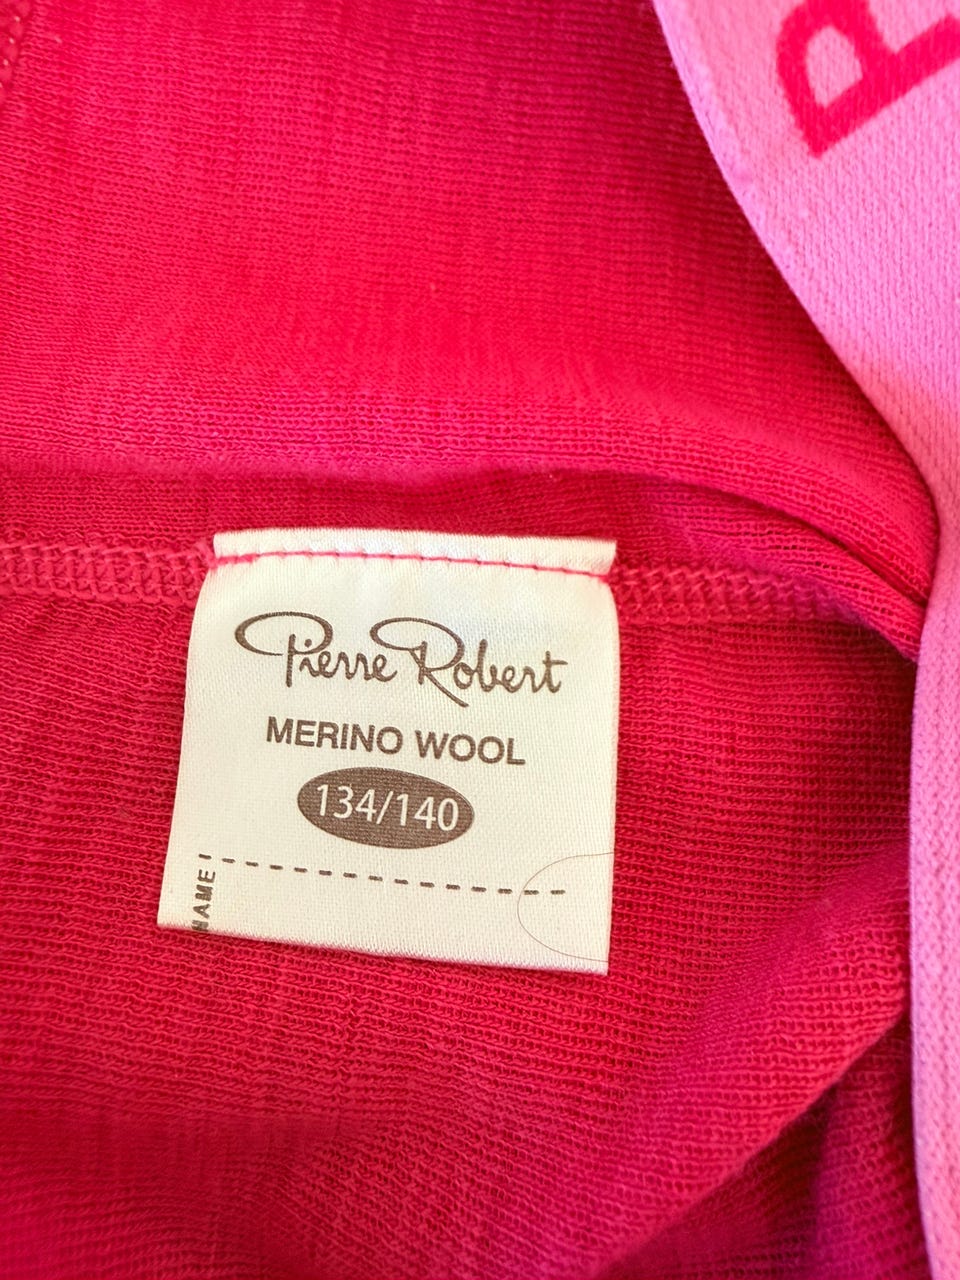 P
Pierre Robert
MERINO WOOL
134/140
NAME